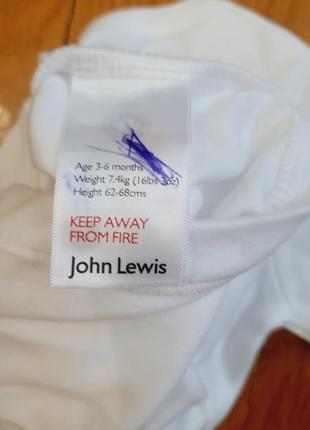 Age 3-6 months
Weight 7.4kg (16lbs 3oz)
Height 62-68cms
KEEP AWAY
FROM FIRE
John Lewis